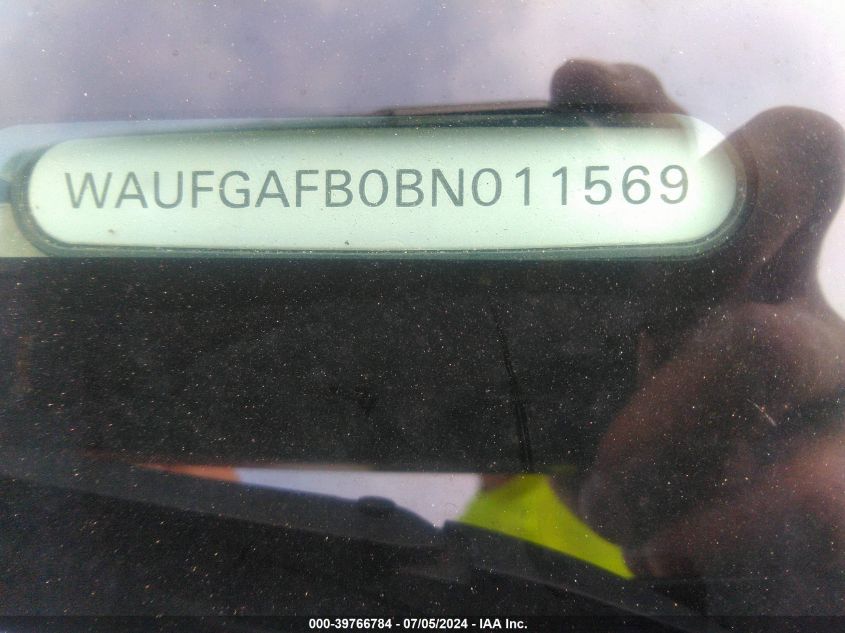 WAUFGAFB0BN011569
000-39766784 - 07/05/2024 - IAA Inc.